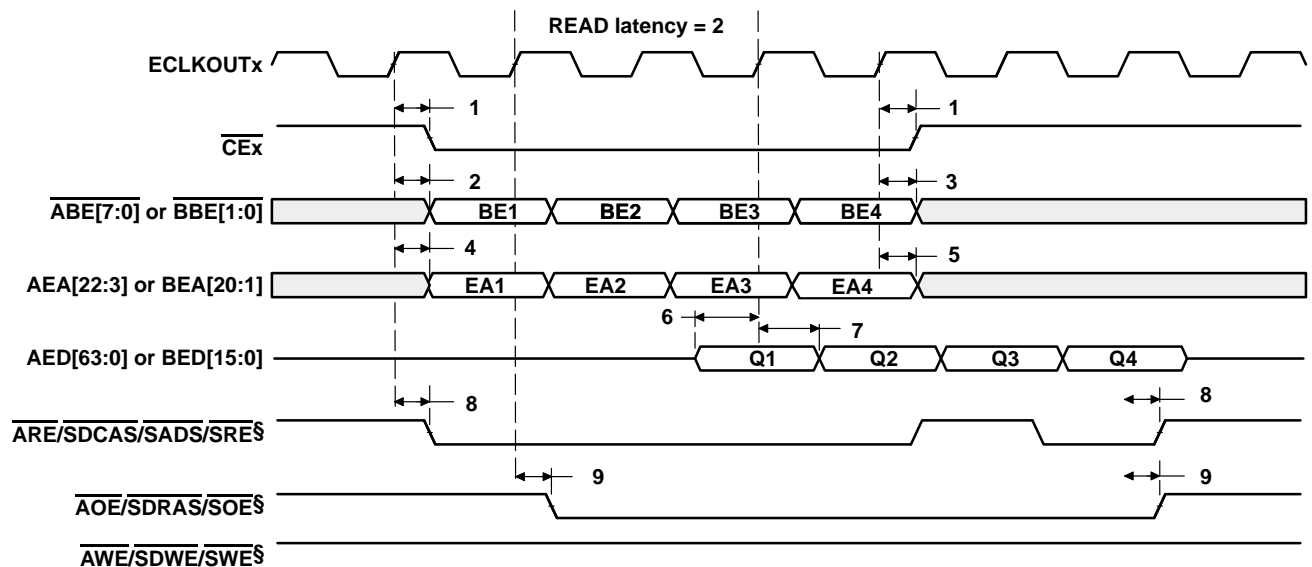 READ latency = 2
ECLKOUTx
1 1
CEx
2 3
ABE[7:0] or BBE[1:0] BE1 BE2 BE3 BE4
4 5
AEA[22:3] or BEA[20:1] EA1 EA2 EA3 EA4
6 7
AED[63:0] or BED[15:0] Q1 Q2 Q3 Q4
8 8
ARE/SDCAS/SADS/SRE§
9 9
AOE/SDRAS/SOE§
AWE/SDWE/SWE§